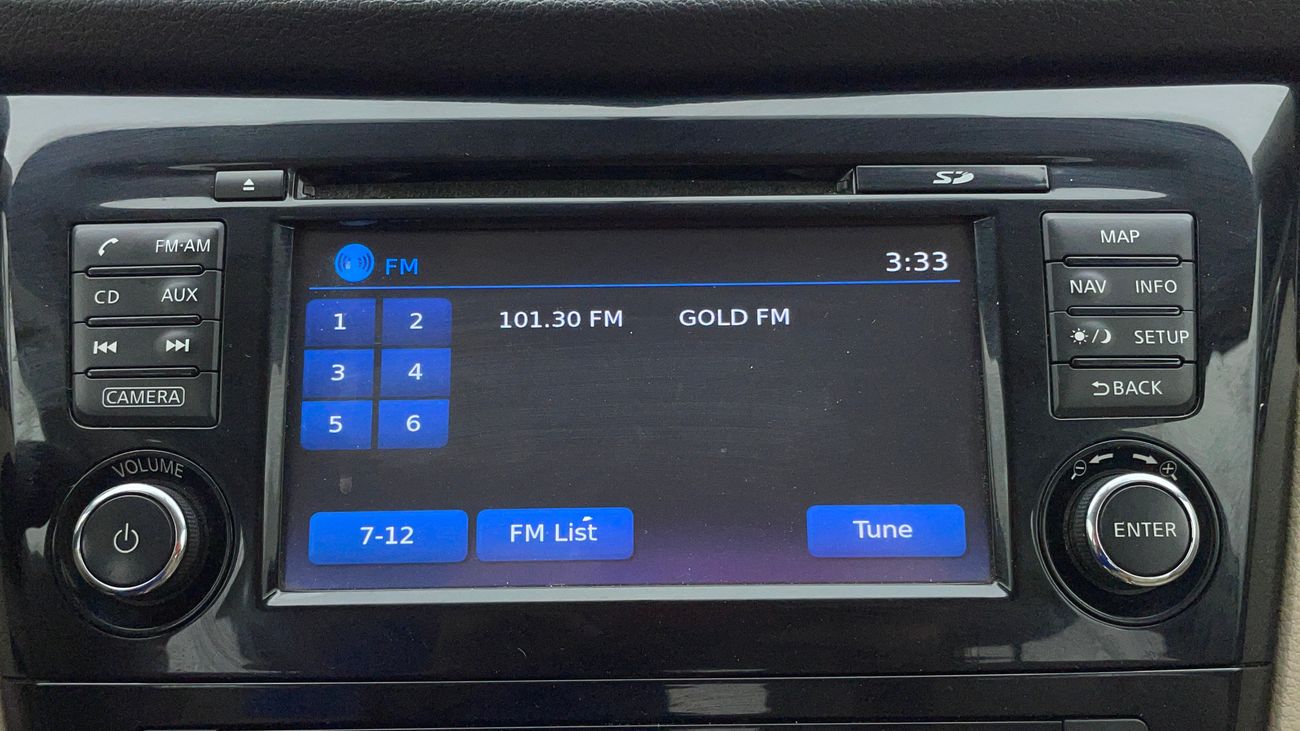 SD
FM·AM
CD AUX
CAMERA
VOLUME
FM 3:33
1 2
3 4
5 6
101.30 FM GOLD FM
7-12 FM List Tune
MAP
NAV INFO
/ SETUP
BACK
ENTER